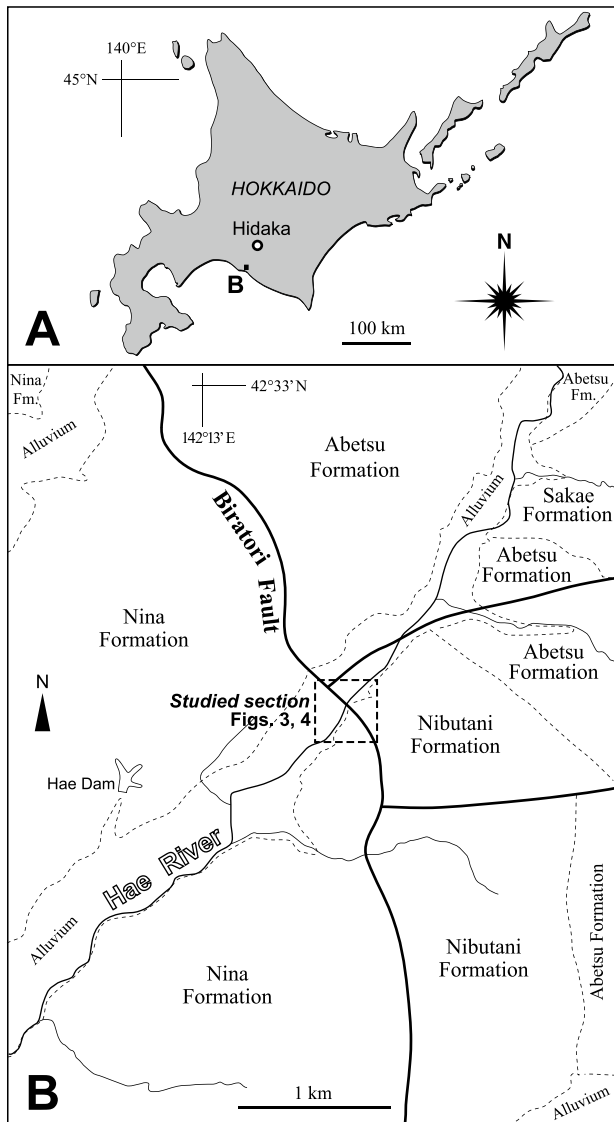 140°E
45°N
HOKKAIDO
Hidaka
B
N
100 km
A
Nina
Fm.
Alluvium
42°33’N
142°13’E
Abetsu
Formation
Abetsu
Fm.
Alluvium
Sakae
Formation
Abetsu
Formation
Biratori Fault
Nina
Formation
Abetsu
Formation
N
Studied section
Figs. 3, 4
Nibutani
Formation
Hae Dam
Hae River
Alluvium
Nina
Formation
Nibutani
Formation
Abetsu Formation
Alluvium
B
1 km